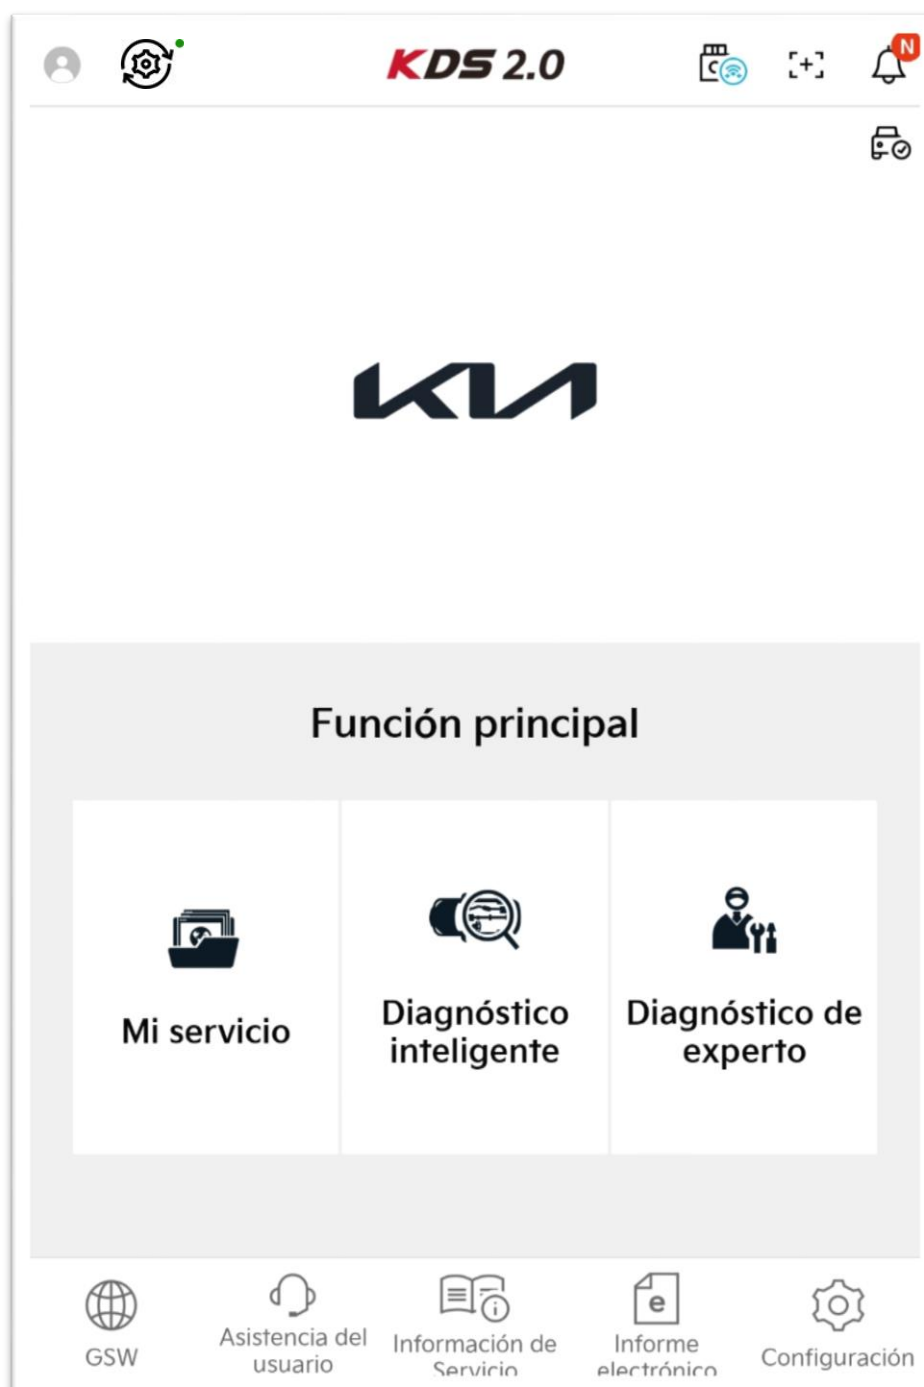 KDS 2.0
N
C
KIA
Función principal
Mi servicio
Diagnóstico
inteligente
Diagnóstico de
experto
GSW
Asistencia del
usuario
Información de
Servicio
Informe
electrónico
Configuración